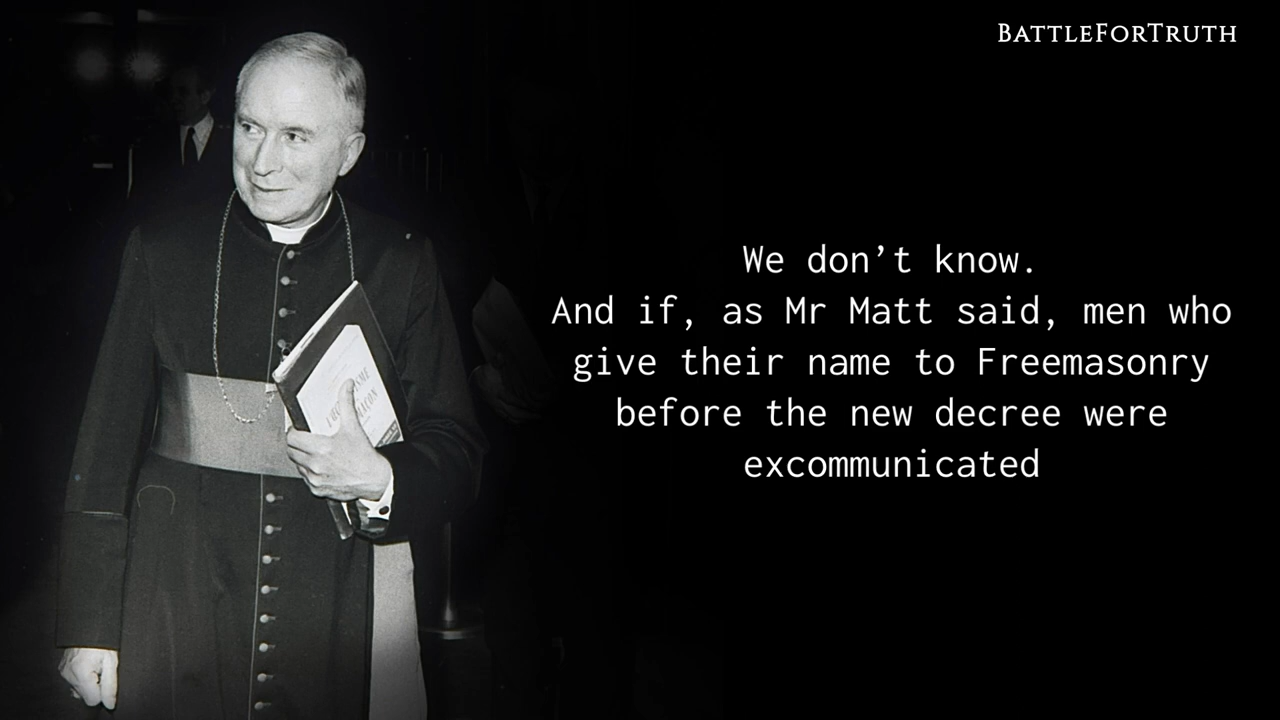 BATTLEFORTRUTH
We don’t know.
And if, as Mr Matt said, men who
give their name to Freemasonry
before the new decree were
excommunicated